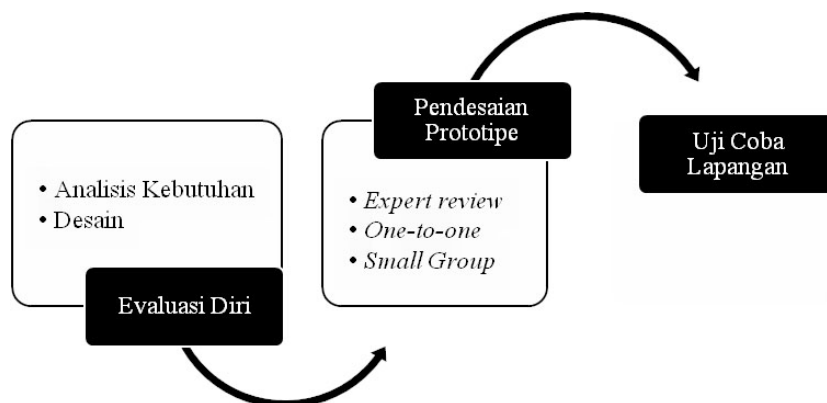 • Analisis Kebutuhan
• Desain
Evaluasi Diri
Pendesaian
Prototipe
• Expert review
• One-to-one
• Small Group
Uji Coba
Lapangan